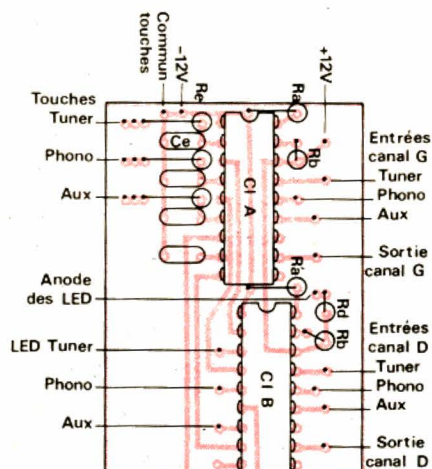 Commun
touches
-12V
Re
Ra
+12V
Touches
Tuner
Phono
Aux
Ce
Rb
CI A
Entrées
canal G
Tuner
Phono
Aux
Sortie
canal G
Anode
des LED
Ra
Rd
Rb
Entrées
canal D
LED Tuner
Phono
Aux
CI B
Tuner
Phono
Aux
Sortie
canal D